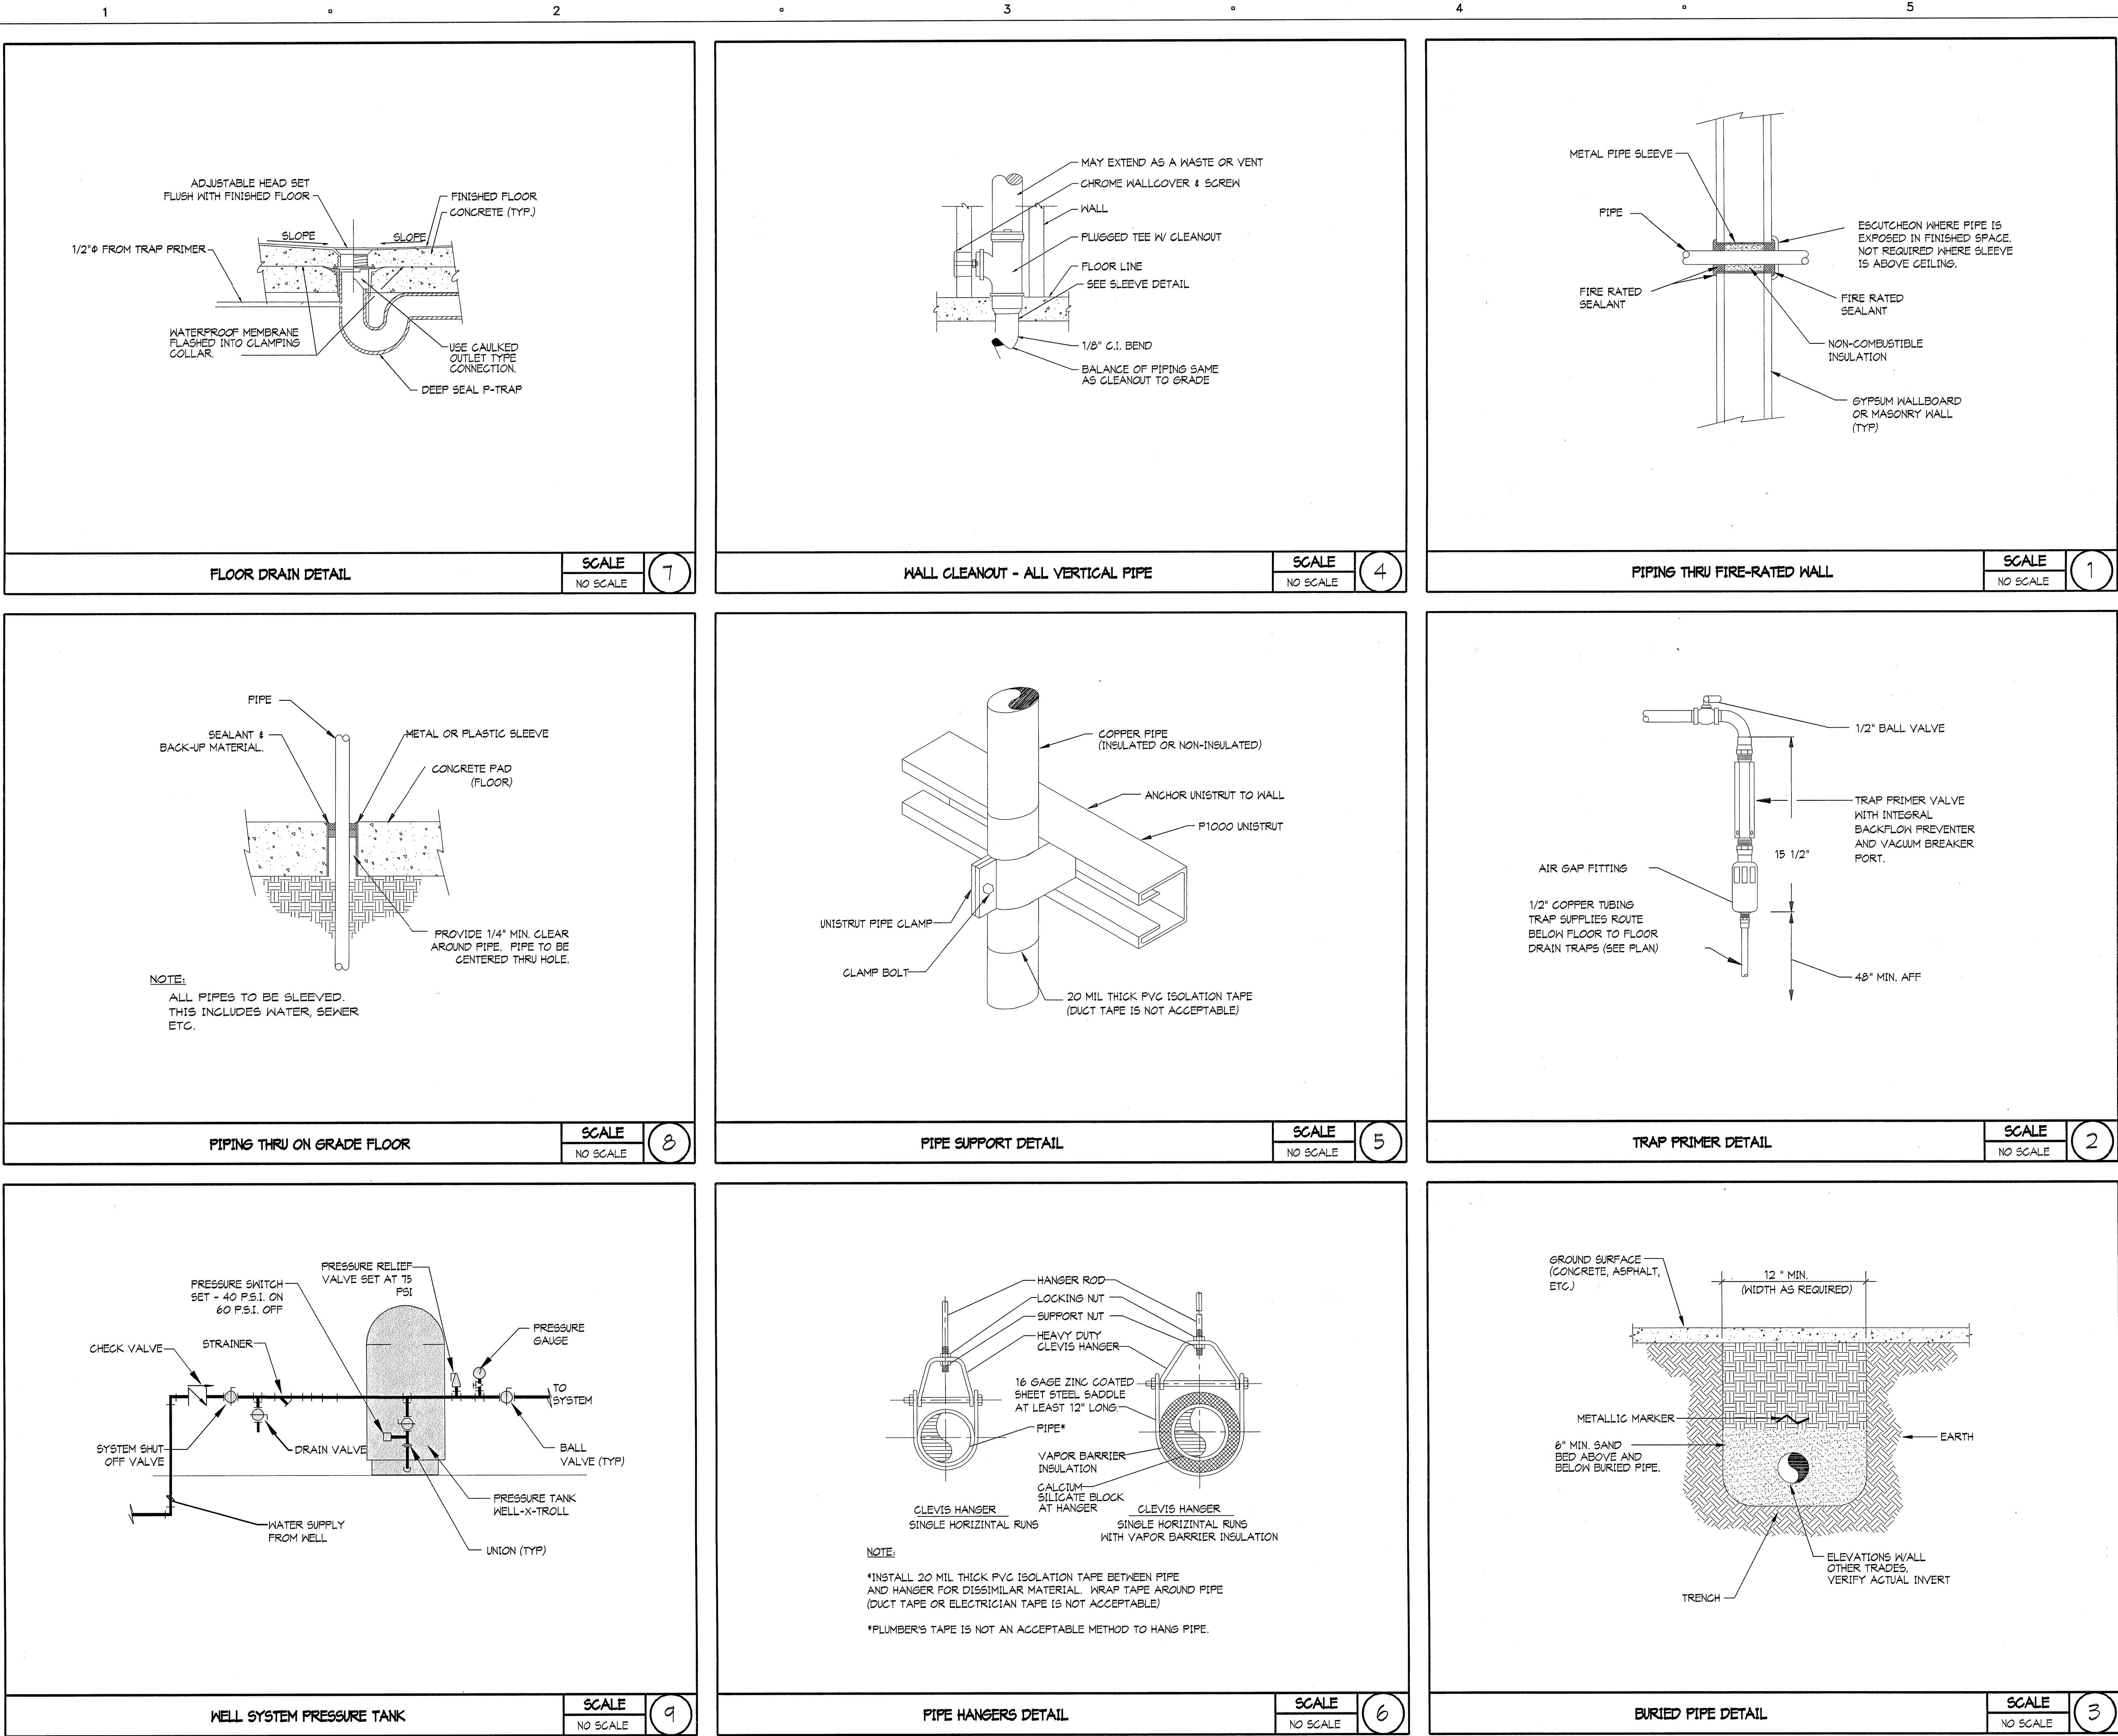 1
2
3
4
5
ADJUSTABLE HEAD SET
FLUSH WITH FINISHED FLOOR
FINISHED FLOOR
CONCRETE (TYP.)
SLOPE
SLOPE
1/2"Φ FROM TRAP PRIMER
WATERPROOF MEMBRANE
FLASHED INTO CLAMPING
COLLAR.
USE CAULKED
OUTLET TYPE
CONNECTION.
DEEP SEAL P-TRAP
FLOOR DRAIN DETAIL
SCALE
NO SCALE
7
MAY EXTEND AS A WASTE OR VENT
CHROME WALLCOVER & SCREW
WALL
PLUGGED TEE W/ CLEANOUT
FLOOR LINE
SEE SLEEVE DETAIL
1/8" C.I. BEND
BALANCE OF PIPING SAME
AS CLEANOUT TO GRADE
WALL CLEANOUT - ALL VERTICAL PIPE
SCALE
NO SCALE
4
METAL PIPE SLEEVE
PIPE
ESCUTCHEON WHERE PIPE IS
EXPOSED IN FINISHED SPACE.
NOT REQUIRED WHERE SLEEVE
IS ABOVE CEILING.
FIRE RATED
SEALANT
FIRE RATED
SEALANT
NON-COMBUSTIBLE
INSULATION
GYPSUM WALLBOARD
OR MASONRY WALL
(TYP)
PIPING THRU FIRE-RATED WALL
SCALE
NO SCALE
1
PIPE
SEALANT &
BACK-UP MATERIAL.
METAL OR PLASTIC SLEEVE
CONCRETE PAD
(FLOOR)
PROVIDE 1/4" MIN. CLEAR
AROUND PIPE. PIPE TO BE
CENTERED THRU HOLE.
NOTE:
ALL PIPES TO BE SLEEVED.
THIS INCLUDES WATER, SEWER
ETC.
PIPING THRU ON GRADE FLOOR
SCALE
NO SCALE
8
COPPER PIPE
(INSULATED OR NON-INSULATED)
ANCHOR UNISTRUT TO WALL
P1000 UNISTRUT
UNISTRUT PIPE CLAMP
CLAMP BOLT
20 MIL THICK PVC ISOLATION TAPE
(DUCT TAPE IS NOT ACCEPTABLE)
PIPE SUPPORT DETAIL
SCALE
NO SCALE
5
1/2" BALL VALVE
TRAP PRIMER VALVE
WITH INTEGRAL
BACKFLOW PREVENTER
AND VACUUM BREAKER
PORT.
15 1/2"
AIR GAP FITTING
1/2" COPPER TUBING
TRAP SUPPLIES ROUTE
BELOW FLOOR TO FLOOR
DRAIN TRAPS (SEE PLAN)
48" MIN. AFF
TRAP PRIMER DETAIL
SCALE
NO SCALE
2
PRESSURE RELIEF
VALVE SET AT 75
PSI
PRESSURE SWITCH
SET - 40 P.S.I. ON
60 P.S.I. OFF
PRESSURE
GAUGE
STRAINER
CHECK VALVE
TO
SYSTEM
SYSTEM SHUT
OFF VALVE
DRAIN VALVE
BALL
VALVE (TYP)
PRESSURE TANK
WELL-X-TROLL
WATER SUPPLY
FROM WELL
UNION (TYP)
WELL SYSTEM PRESSURE TANK
SCALE
NO SCALE
9
HANGER ROD
LOCKING NUT
SUPPORT NUT
HEAVY DUTY
CLEVIS HANGER
16 GAGE ZINC COATED
SHEET STEEL SADDLE
AT LEAST 12" LONG.
PIPE*
VAPOR BARRIER
INSULATION
CALCIUM
SILICATE BLOCK
AT HANGER
CLEVIS HANGER
SINGLE HORIZINTAL RUNS
CLEVIS HANGER
SINGLE HORIZINTAL RUNS
WITH VAPOR BARRIER INSULATION
NOTE:
*INSTALL 20 MIL THICK PVC ISOLATION TAPE BETWEEN PIPE
AND HANGER FOR DISSIMILAR MATERIAL. WRAP TAPE AROUND PIPE
(DUCT TAPE OR ELECTRICIAN TAPE IS NOT ACCEPTABLE)
*PLUMBER'S TAPE IS NOT AN ACCEPTABLE METHOD TO HANG PIPE.
PIPE HANGERS DETAIL
SCALE
NO SCALE
6
GROUND SURFACE
(CONCRETE, ASPHALT,
ETC.)
12 " MIN.
(WIDTH AS REQUIRED)
METALLIC MARKER
6" MIN. SAND
BED ABOVE AND
BELOW BURIED PIPE.
EARTH
ELEVATIONS W/ALL
OTHER TRADES.
VERIFY ACTUAL INVERT
TRENCH
BURIED PIPE DETAIL
SCALE
NO SCALE
3